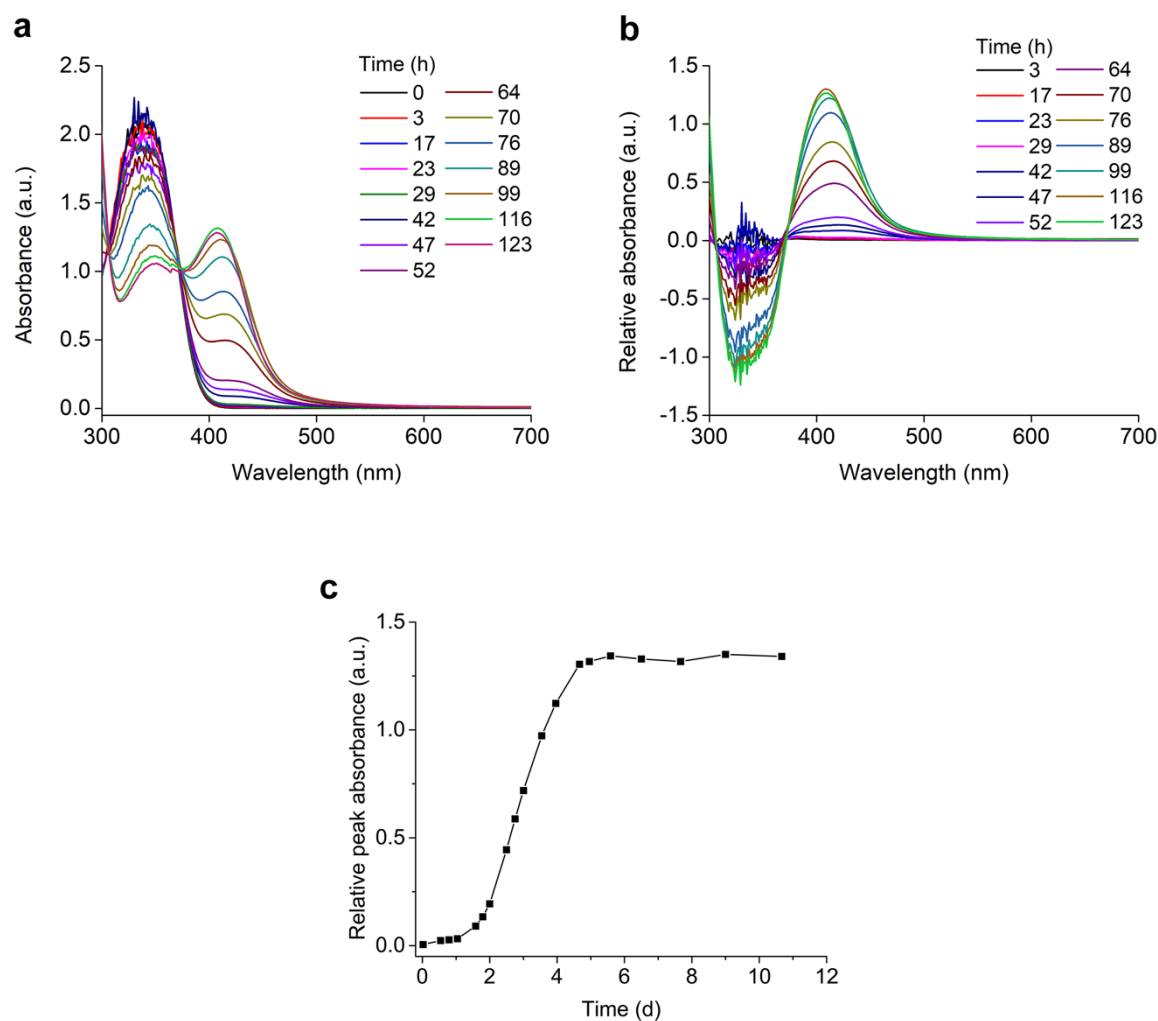 a
Time (h)
0 64
3 70
17 76
23 89
29 99
42 116
47 123
52
2.5
2.0
1.5
1.0
0.5
0.0
Absorbance (a.u.)
300 400 500 600 700
Wavelength (nm)
b
Time (h)
3 64
17 70
23 76
29 89
42 99
47 116
52 123
1.5
1.0
0.5
0.0
-0.5
-1.0
-1.5
Relative absorbance (a.u.)
300 400 500 600 700
Wavelength (nm)
c
1.5
1.0
0.5
0.0
Relative peak absorbance (a.u.)
0 2 4 6 8 10 12
Time (d)